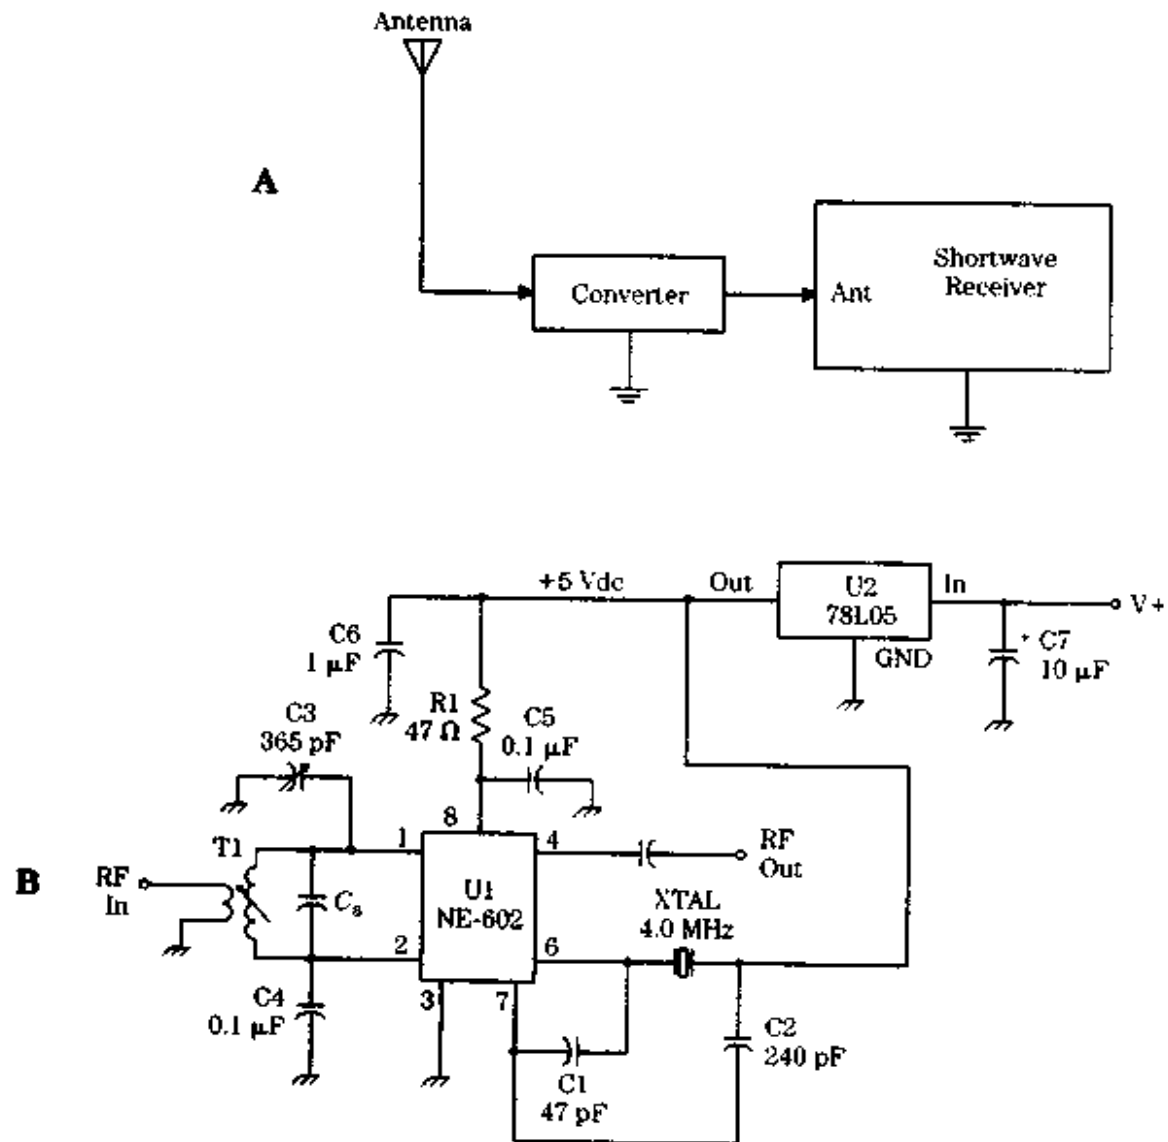 Antenna
A
Converter
Ant
Shortwave
Receiver
+5 Vdc
Out
U2
78L05
In
V+
GND
+ C7
10 µF
C6
1 µF
R1
47 Ω
C5
0.1 µF
C3
365 pF
8
1
4
RF
Out
T1
B
RF
In
Cs
U1
NE-602
XTAL
4.0 MHz
2
6
3
7
C4
0.1 µF
C1
47 pF
C2
240 pF